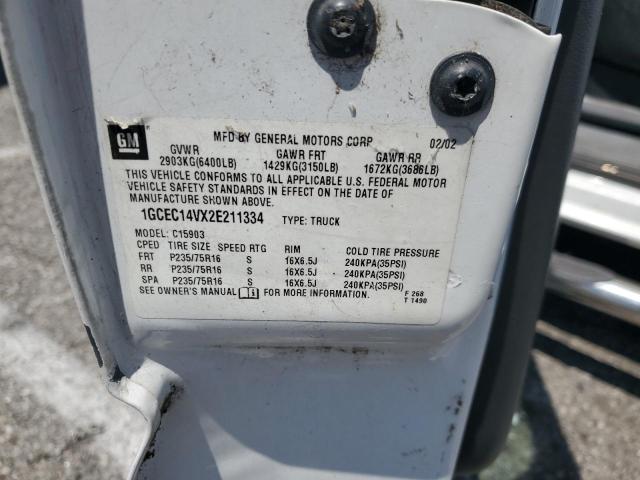 GM
MFD BY GENERAL MOTORS CORP 02/02
GVWR GAWR FRT GAWR RR
2903KG(6400LB) 1429KG(3150LB) 1672KG(3686LB)
THIS VEHICLE CONFORMS TO ALL APPLICABLE U.S. FEDERAL MOTOR
VEHICLE SAFETY STANDARDS IN EFFECT ON THE DATE OF
MANUFACTURE SHOWN ABOVE.
1GCEC14VX2E211334 TYPE: TRUCK
MODEL: C15903
CPED TIRE SIZE SPEED RTG RIM COLD TIRE PRESSURE
FRT P235/75R16 S 16X6.5J 240KPA(35PSI)
RR P235/75R16 S 16X6.5J 240KPA(35PSI)
SPA P235/75R16 S 16X6.5J 240KPA(35PSI)
SEE OWNER'S MANUAL FOR MORE INFORMATION. F 268
T 1490